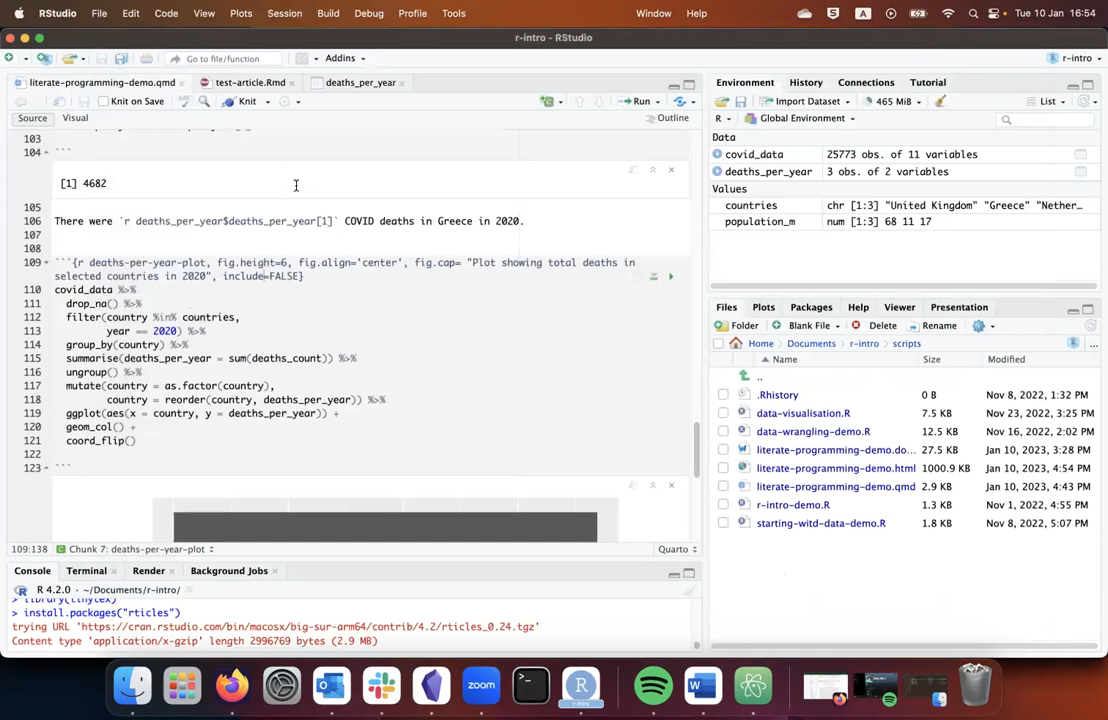 RStudio File Edit Code View Plots Session Build Debug Profile Tools Window Help A Tue 10 Jan 16:54
r-intro – RStudio
Go to file/function Addins r-intro
literate-programming-demo.qmd test-article.Rmd deaths_per_year
Knit on Save Knit Run
Source Visual Outline
103
104 ```
[1] 4682
105
106 There were `r deaths_per_year$deaths_per_year[1]` COVID deaths in Greece in 2020.
107
108
109 ```{r deaths-per-year-plot, fig.height=6, fig.align='center', fig.cap= "Plot showing total deaths in
selected countries in 2020", include=FALSE}
110 covid_data %>%
111 drop_na() %>%
112 filter(country %in% countries,
113 year == 2020) %>%
114 group_by(country) %>%
115 summarise(deaths_per_year = sum(deaths_count)) %>%
116 ungroup() %>%
117 mutate(country = as.factor(country),
118 country = reorder(country, deaths_per_year)) %>%
119 ggplot(aes(x = country, y = deaths_per_year)) +
120 geom_col() +
121 coord_flip()
122
123 ```
109:138 Chunk 7: deaths-per-year-plot Quarto
Console Terminal Render Background Jobs
R 4.2.0 · ~/Documents/r-intro/
> library(tinytex)
> install.packages("rticles")
trying URL 'https://cran.rstudio.com/bin/macosx/big-sur-arm64/contrib/4.2/rticles_0.24.tgz'
Content type 'application/x-gzip' length 2996769 bytes (2.9 MB)
Environment History Connections Tutorial
Import Dataset 465 MiB List
R Global Environment
Data
covid_data 25773 obs. of 11 variables
deaths_per_year 3 obs. of 2 variables
Values
countries chr [1:3] "United Kingdom" "Greece" "Nether…
population_m num [1:3] 68 11 17
Files Plots Packages Help Viewer Presentation
Folder Blank File Delete Rename
Home Documents r-intro scripts ...
Name Size Modified
..
.Rhistory 0 B Nov 8, 2022, 1:32 PM
data-visualisation.R 7.5 KB Nov 23, 2022, 3:25 PM
data-wrangling-demo.R 12.5 KB Nov 16, 2022, 2:02 PM
literate-programming-demo.do... 27.5 KB Jan 10, 2023, 3:28 PM
literate-programming-demo.html 1000.9 KB Jan 10, 2023, 4:54 PM
literate-programming-demo.qmd 2.9 KB Jan 10, 2023, 4:43 PM
r-intro-demo.R 1.3 KB Nov 1, 2022, 4:55 PM
starting-witd-data-demo.R 1.8 KB Nov 8, 2022, 5:07 PM
zoom
R
r-intro
W